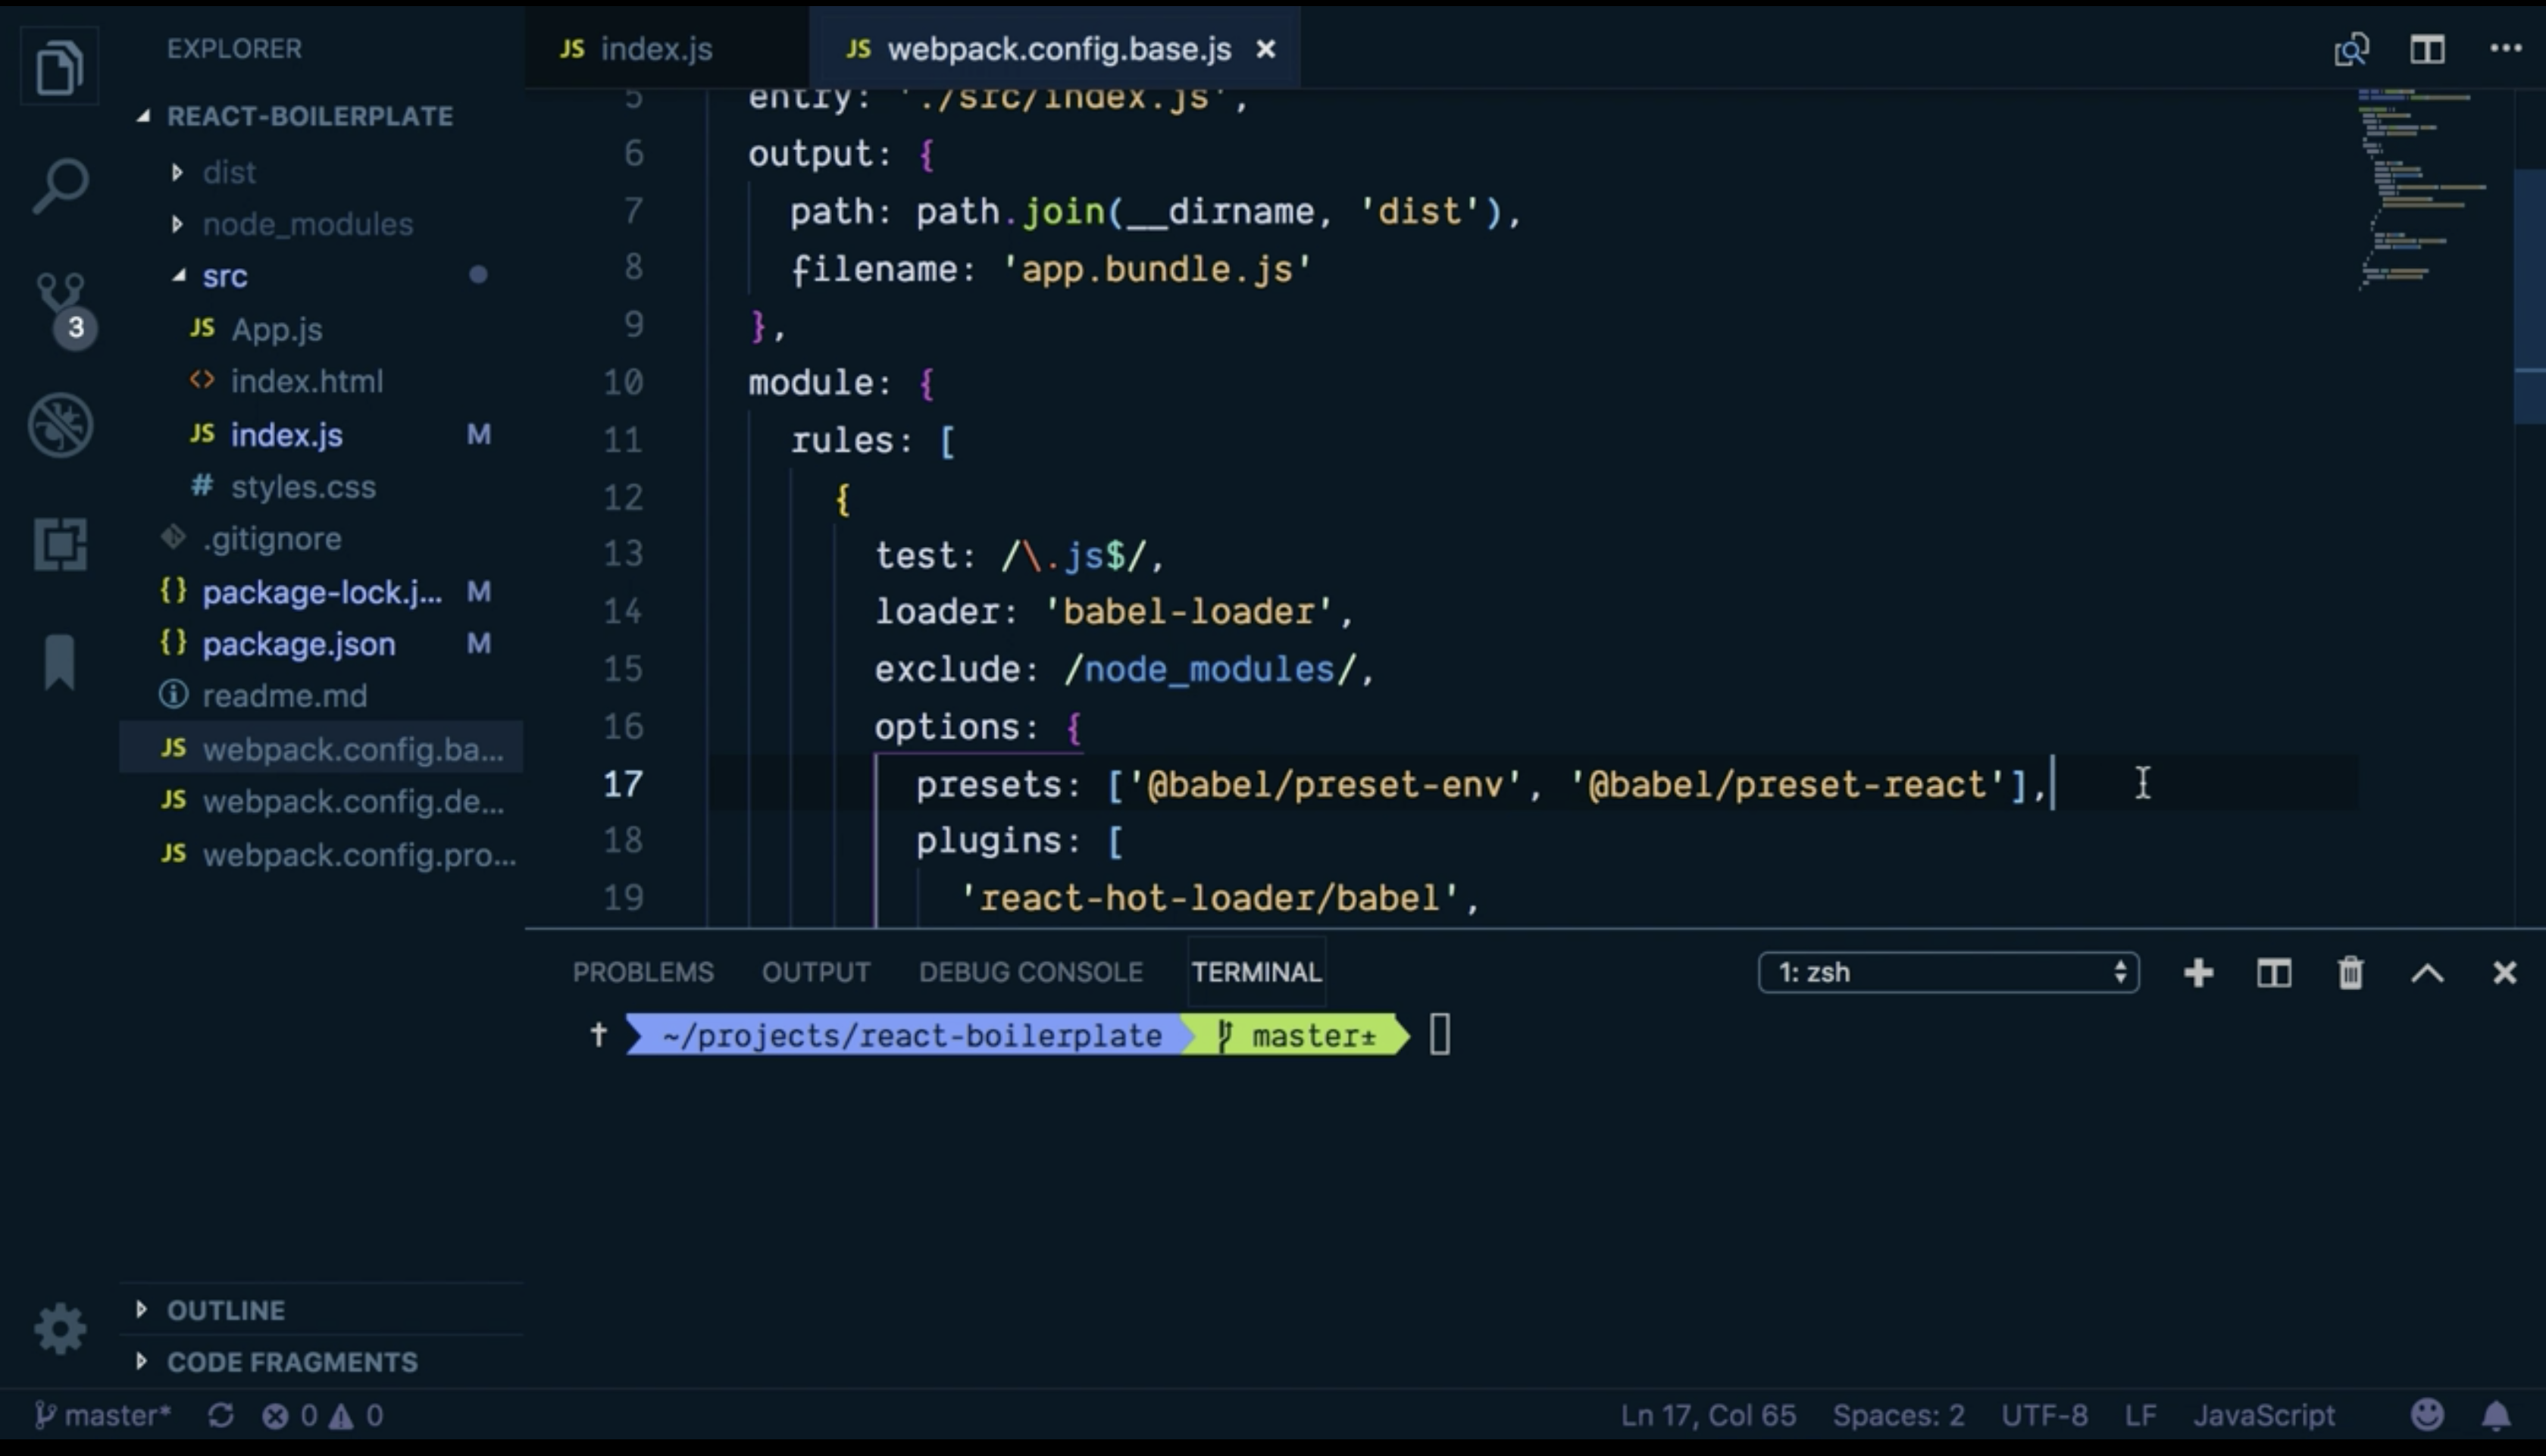 EXPLORER
REACT-BOILERPLATE
dist
node_modules
src
JS App.js
<> index.html
JS index.js M
# styles.css
.gitignore
{} package-lock.j... M
{} package.json M
readme.md
JS webpack.config.ba...
JS webpack.config.de...
JS webpack.config.pro...
OUTLINE
CODE FRAGMENTS
3
JS index.js
JS webpack.config.base.js ×
5 entry: './src/index.js',
6 output: {
7 path: path.join(__dirname, 'dist'),
8 filename: 'app.bundle.js'
9 },
10 module: {
11 rules: [
12 {
13 test: /\.js$/,
14 loader: 'babel-loader',
15 exclude: /node_modules/,
16 options: {
17 presets: ['@babel/preset-env', '@babel/preset-react'],
18 plugins: [
19 'react-hot-loader/babel',
PROBLEMS OUTPUT DEBUG CONSOLE TERMINAL 1: zsh
† ~/projects/react-boilerplate master±
master* 0 0 Ln 17, Col 65 Spaces: 2 UTF-8 LF JavaScript